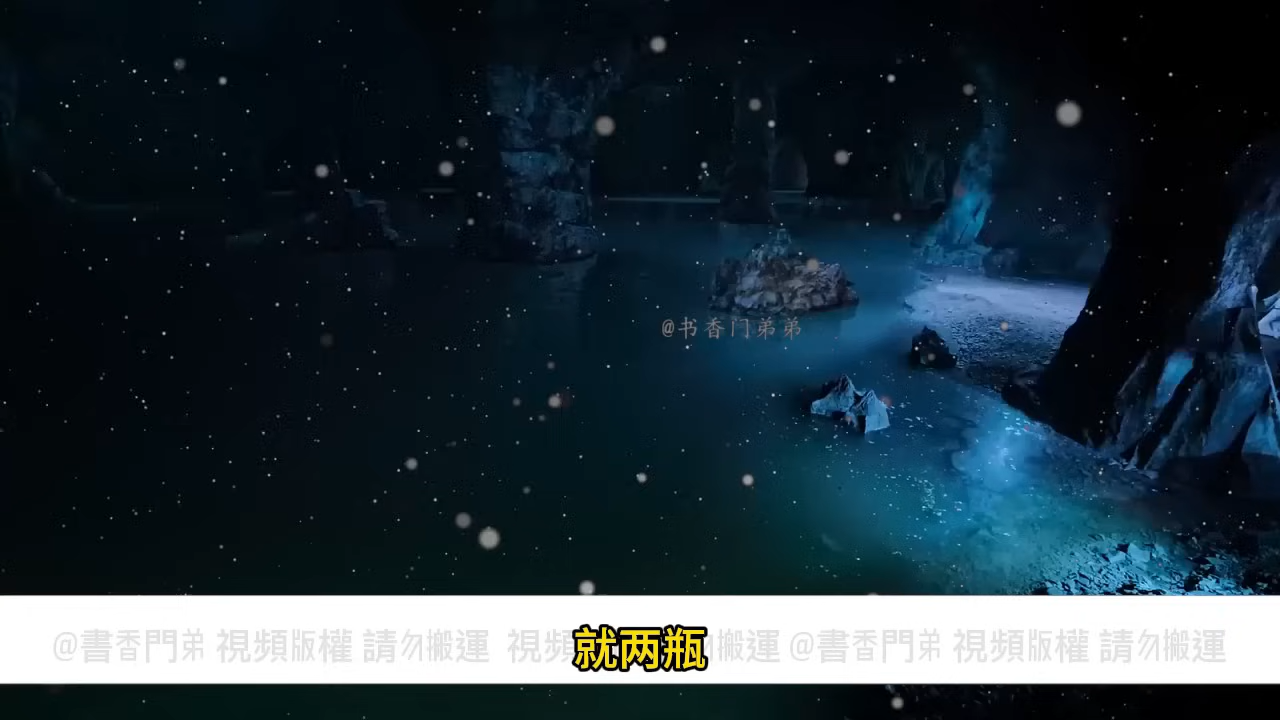 @书香门弟弟
@書香門弟 視頻版權 請勿搬運 視頻 搬運 @書香門弟 視頻版權 請勿搬運
就两瓶